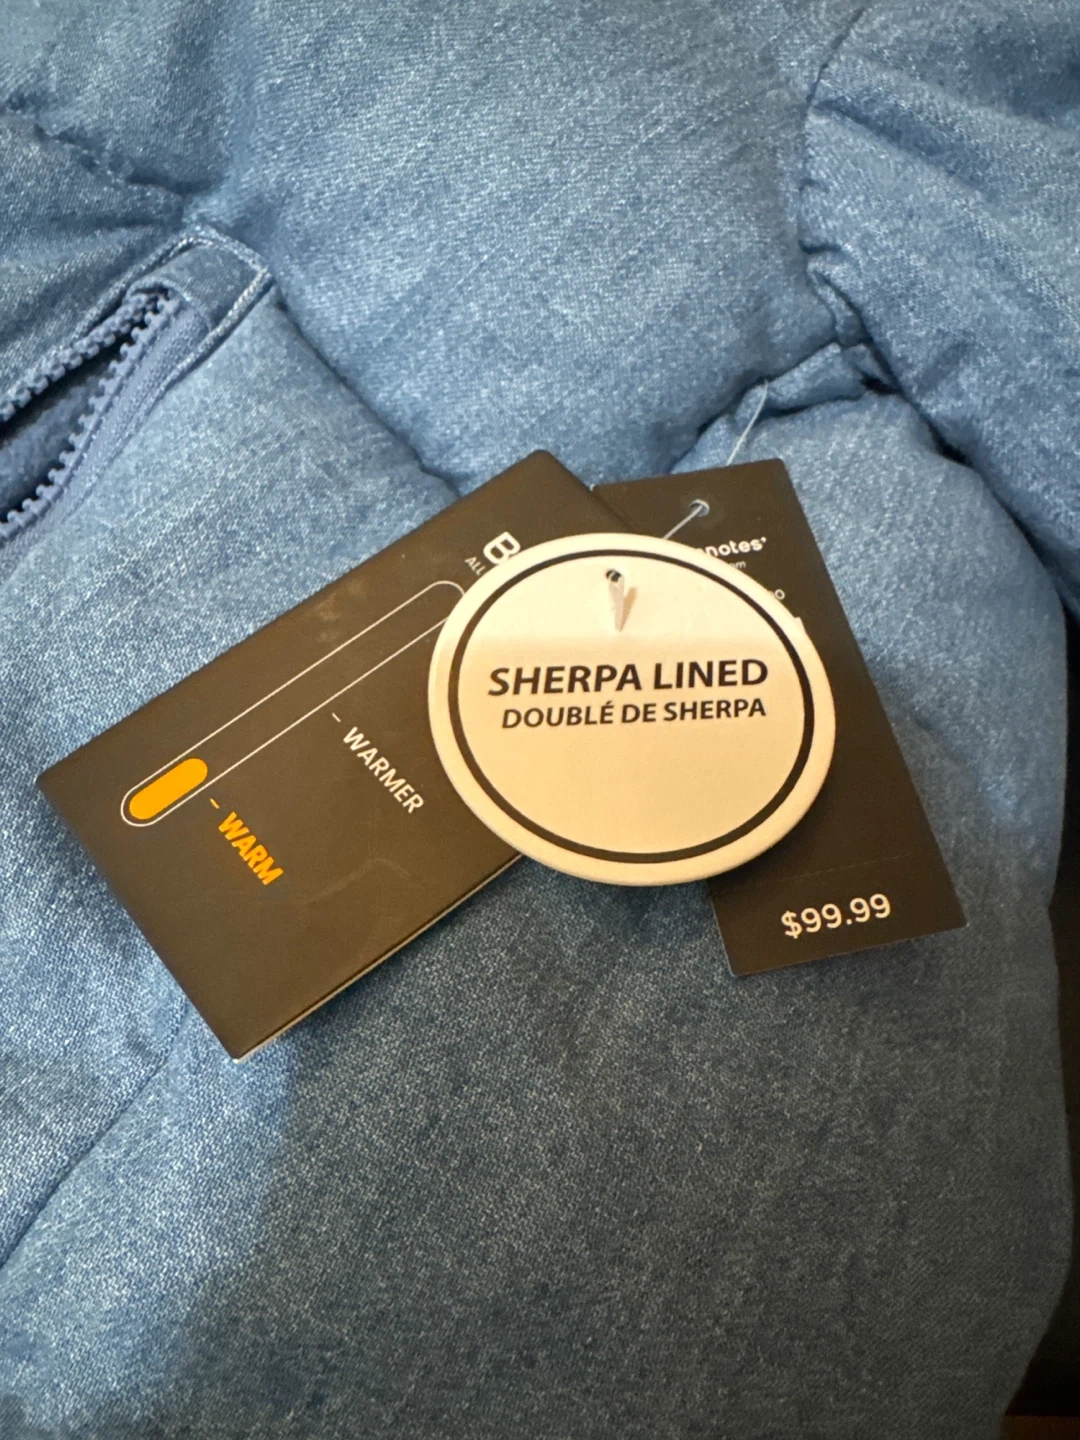 WARMER
WARM
SHERPA LINED
DOUBLÉ DE SHERPA
$99.99